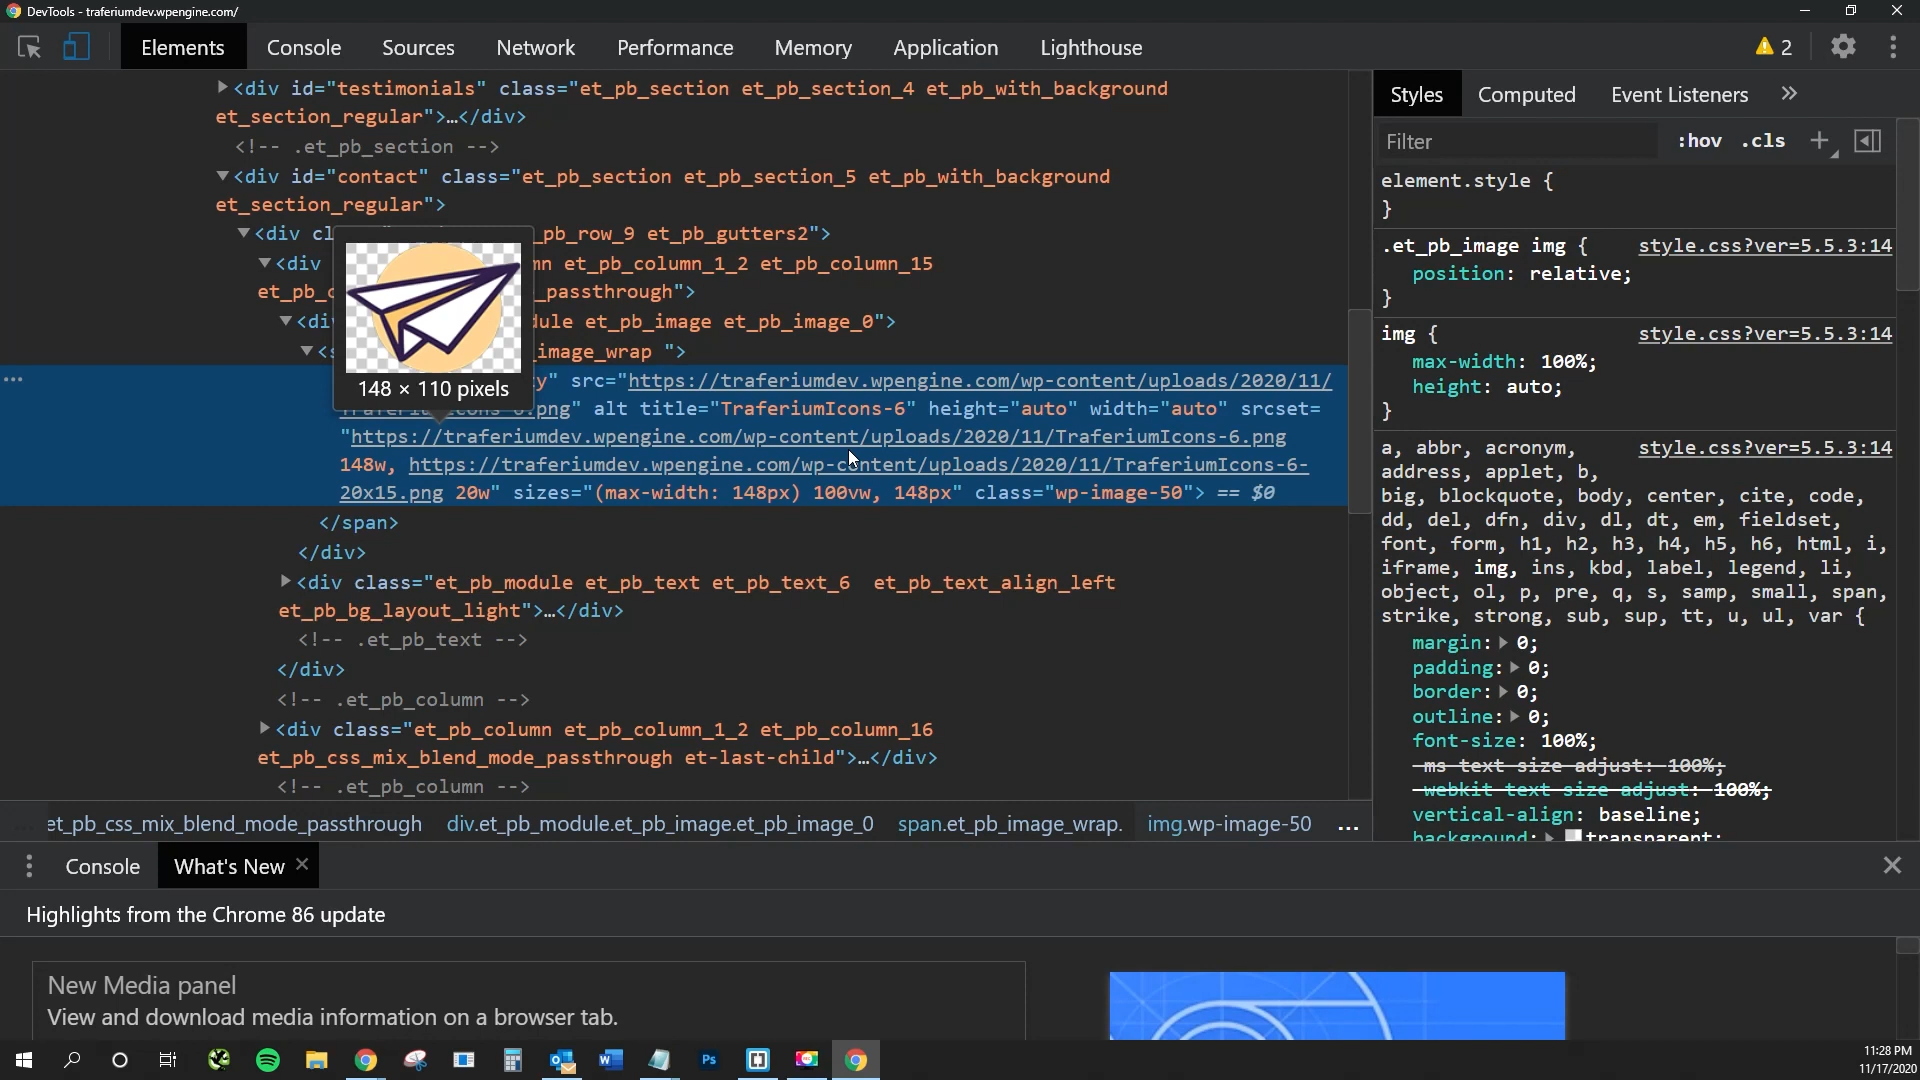 DevTools - traferiumdev.wpengine.com/
Elements Console Sources Network Performance Memory Application Lighthouse 2
<div id="testimonials" class="et_pb_section et_pb_section_4 et_pb_with_background
et_section_regular">…</div>
<!-- .et_pb_section -->
<div id="contact" class="et_pb_section et_pb_section_5 et_pb_with_background
et_section_regular">
<div cl _pb_row_9 et_pb_gutters2">
<div n et_pb_column_1_2 et_pb_column_15
et_pb_c _passthrough">
<di ule et_pb_image et_pb_image_0">
<s image_wrap ">
y" src="https://traferiumdev.wpengine.com/wp-content/uploads/2020/11/
.png" alt title="TraferiumIcons-6" height="auto" width="auto" srcset=
"https://traferiumdev.wpengine.com/wp-content/uploads/2020/11/TraferiumIcons-6.png
148w, https://traferiumdev.wpengine.com/wp-content/uploads/2020/11/TraferiumIcons-6-
20x15.png 20w" sizes="(max-width: 148px) 100vw, 148px" class="wp-image-50"> == $0
148 × 110 pixels
</span>
</div>
<div class="et_pb_module et_pb_text et_pb_text_6  et_pb_text_align_left
et_pb_bg_layout_light">…</div>
<!-- .et_pb_text -->
</div>
<!-- .et_pb_column -->
<div class="et_pb_column et_pb_column_1_2 et_pb_column_16
et_pb_css_mix_blend_mode_passthrough et-last-child">…</div>
<!-- .et_pb_column -->
et_pb_css_mix_blend_mode_passthrough div.et_pb_module.et_pb_image.et_pb_image_0 span.et_pb_image_wrap. img.wp-image-50 ...
Styles Computed Event Listeners »
Filter :hov .cls +
element.style {
}
.et_pb_image img { style.css?ver=5.5.3:14
position: relative;
}
img { style.css?ver=5.5.3:14
max-width: 100%;
height: auto;
}
a, abbr, acronym, style.css?ver=5.5.3:14
address, applet, b,
big, blockquote, body, center, cite, code,
dd, del, dfn, div, dl, dt, em, fieldset,
font, form, h1, h2, h3, h4, h5, h6, html, i,
iframe, img, ins, kbd, label, legend, li,
object, ol, p, pre, q, s, samp, small, span,
strike, strong, sub, sup, tt, u, ul, var {
margin: 0;
padding: 0;
border: 0;
outline: 0;
font-size: 100%;
-ms-text-size-adjust: 100%;
-webkit-text-size-adjust: 100%;
vertical-align: baseline;
background: transparent;
Console What's New
Highlights from the Chrome 86 update
New Media panel
View and download media information on a browser tab.
11:28 PM
11/17/2020